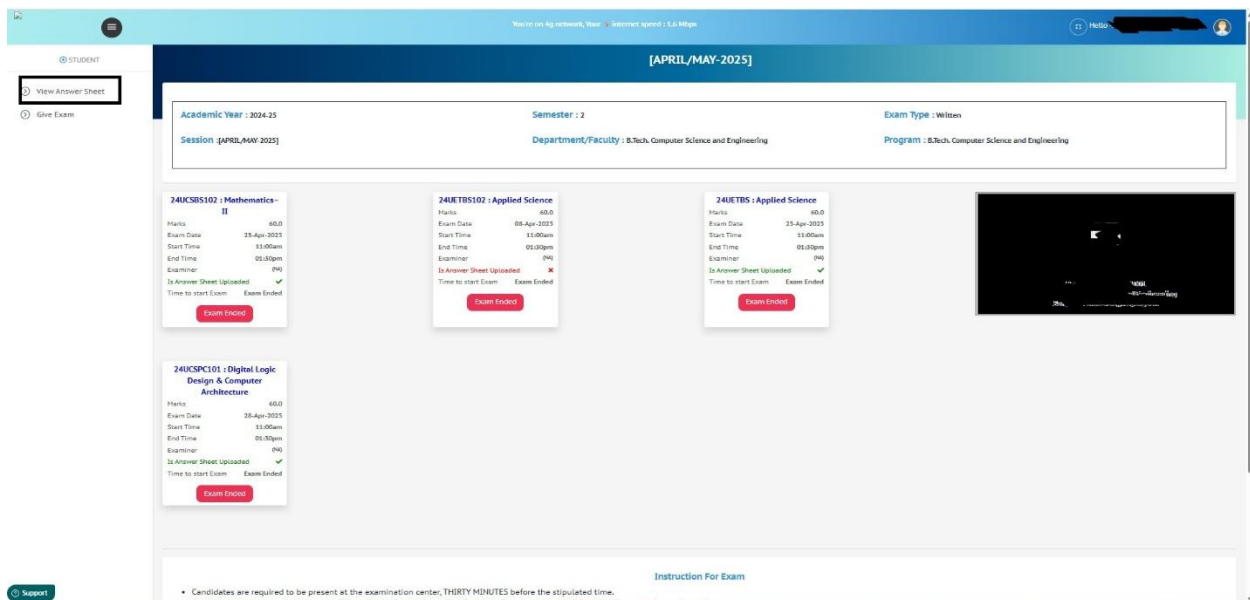 You're on 4g network, Your internet speed : 1.6 Mbps
Hello
STUDENT
View Answer Sheet
Give Exam
[APRIL/MAY-2025]
Academic Year : 2024-25
Semester : 2
Exam Type : Written
Session :[APRIL/MAY-2025]
Department/Faculty : B.Tech. Computer Science and Engineering
Program : B.Tech. Computer Science and Engineering
24UCSBS102 : Mathematics-
II
Marks 60.0
Exam Date 23-Apr-2025
Start Time 11:00am
End Time 01:30pm
Examiner (NA)
Is Answer Sheet Uploaded
Time to start Exam Exam Ended
Exam Ended
24UETBS102 : Applied Science
Marks 60.0
Exam Date 08-Apr-2025
Start Time 11:00am
End Time 01:30pm
Examiner (NA)
Is Answer Sheet Uploaded
Time to start Exam Exam Ended
Exam Ended
24UETBS : Applied Science
Marks 60.0
Exam Date 25-Apr-2025
Start Time 11:00am
End Time 01:30pm
Examiner (NA)
Is Answer Sheet Uploaded
Time to start Exam Exam Ended
Exam Ended
24UCSPC101 : Digital Logic
Design & Computer
Architecture
Marks 60.0
Exam Date 28-Apr-2025
Start Time 11:00am
End Time 01:30pm
Examiner (NA)
Is Answer Sheet Uploaded
Time to start Exam Exam Ended
Exam Ended
Instruction For Exam
• Candidates are required to be present at the examination center, THIRTY MINUTES before the stipulated time.
Support